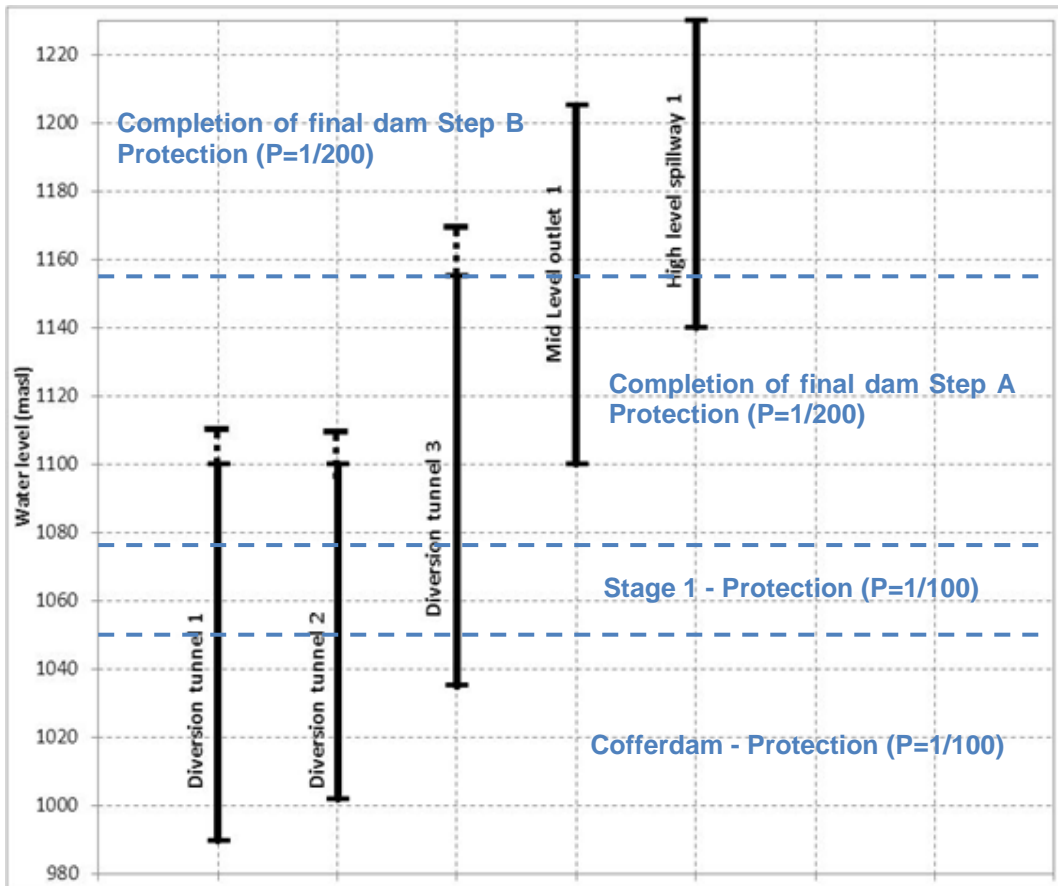 1220
1200
1180
1160
1140
1120
1100
1080
1060
1040
1020
1000
980
Water level (masl)
Completion of final dam Step B
Protection (P=1/200)
High level spillway 1
Mid Level outlet 1
Completion of final dam Step A
Protection (P=1/200)
Diversion tunnel 3
Stage 1 - Protection (P=1/100)
Diversion tunnel 1
Diversion tunnel 2
Cofferdam - Protection (P=1/100)